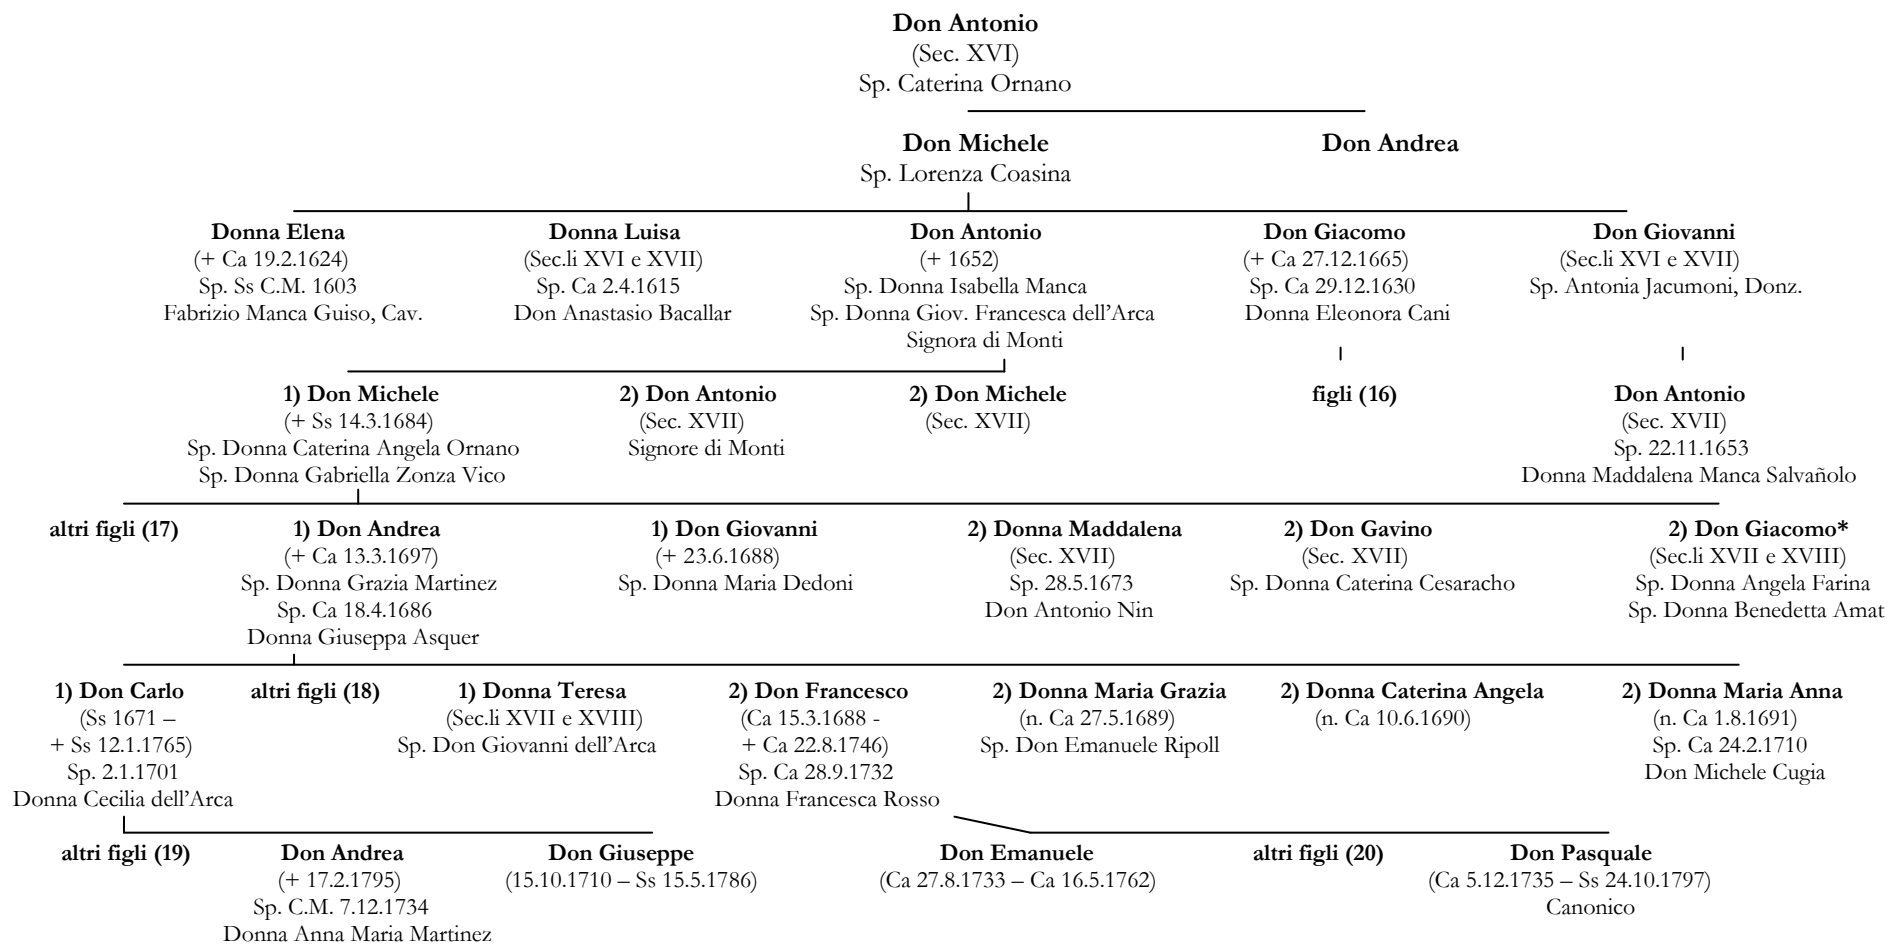 Don Antonio
(Sec. XVI)
Sp. Caterina Ornano
Don Michele
Sp. Lorenza Coasina
Don Andrea
Donna Elena
(+ Ca 19.2.1624)
Sp. Ss C.M. 1603
Fabrizio Manca Guiso, Cav.
Donna Luisa
(Sec.li XVI e XVII)
Sp. Ca 2.4.1615
Don Anastasio Bacallar
Don Antonio
(+ 1652)
Sp. Donna Isabella Manca
Sp. Donna Giov. Francesca dell'Arca
Signora di Monti
Don Giacomo
(+ Ca 27.12.1665)
Sp. Ca 29.12.1630
Donna Eleonora Cani
Don Giovanni
(Sec.li XVI e XVII)
Sp. Antonia Jacumoni, Donz.
1) Don Michele
(+ Ss 14.3.1684)
Sp. Donna Caterina Angela Ornano
Sp. Donna Gabriella Zonza Vico
2) Don Antonio
(Sec. XVII)
Signore di Monti
2) Don Michele
(Sec. XVII)
figli (16)
Don Antonio
(Sec. XVII)
Sp. 22.11.1653
Donna Maddalena Manca Salvañolo
altri figli (17)
1) Don Andrea
(+ Ca 13.3.1697)
Sp. Donna Grazia Martinez
Sp. Ca 18.4.1686
Donna Giuseppa Asquer
1) Don Giovanni
(+ 23.6.1688)
Sp. Donna Maria Dedoni
2) Donna Maddalena
(Sec. XVII)
Sp. 28.5.1673
Don Antonio Nin
2) Don Gavino
(Sec. XVII)
Sp. Donna Caterina Cesaracho
2) Don Giacomo*
(Sec.li XVII e XVIII)
Sp. Donna Angela Farina
Sp. Donna Benedetta Amat
1) Don Carlo
(Ss 1671 –
+ Ss 12.1.1765)
Sp. 2.1.1701
Donna Cecilia dell'Arca
altri figli (18)
1) Donna Teresa
(Sec.li XVII e XVIII)
Sp. Don Giovanni dell'Arca
2) Don Francesco
(Ca 15.3.1688 -
+ Ca 22.8.1746)
Sp. Ca 28.9.1732
Donna Francesca Rosso
2) Donna Maria Grazia
(n. Ca 27.5.1689)
Sp. Don Emanuele Ripoll
2) Donna Caterina Angela
(n. Ca 10.6.1690)
2) Donna Maria Anna
(n. Ca 1.8.1691)
Sp. Ca 24.2.1710
Don Michele Cugia
altri figli (19)
Don Andrea
(+ 17.2.1795)
Sp. C.M. 7.12.1734
Donna Anna Maria Martinez
Don Giuseppe
(15.10.1710 – Ss 15.5.1786)
Don Emanuele
(Ca 27.8.1733 – Ca 16.5.1762)
altri figli (20)
Don Pasquale
(Ca 5.12.1735 – Ss 24.10.1797)
Canonico